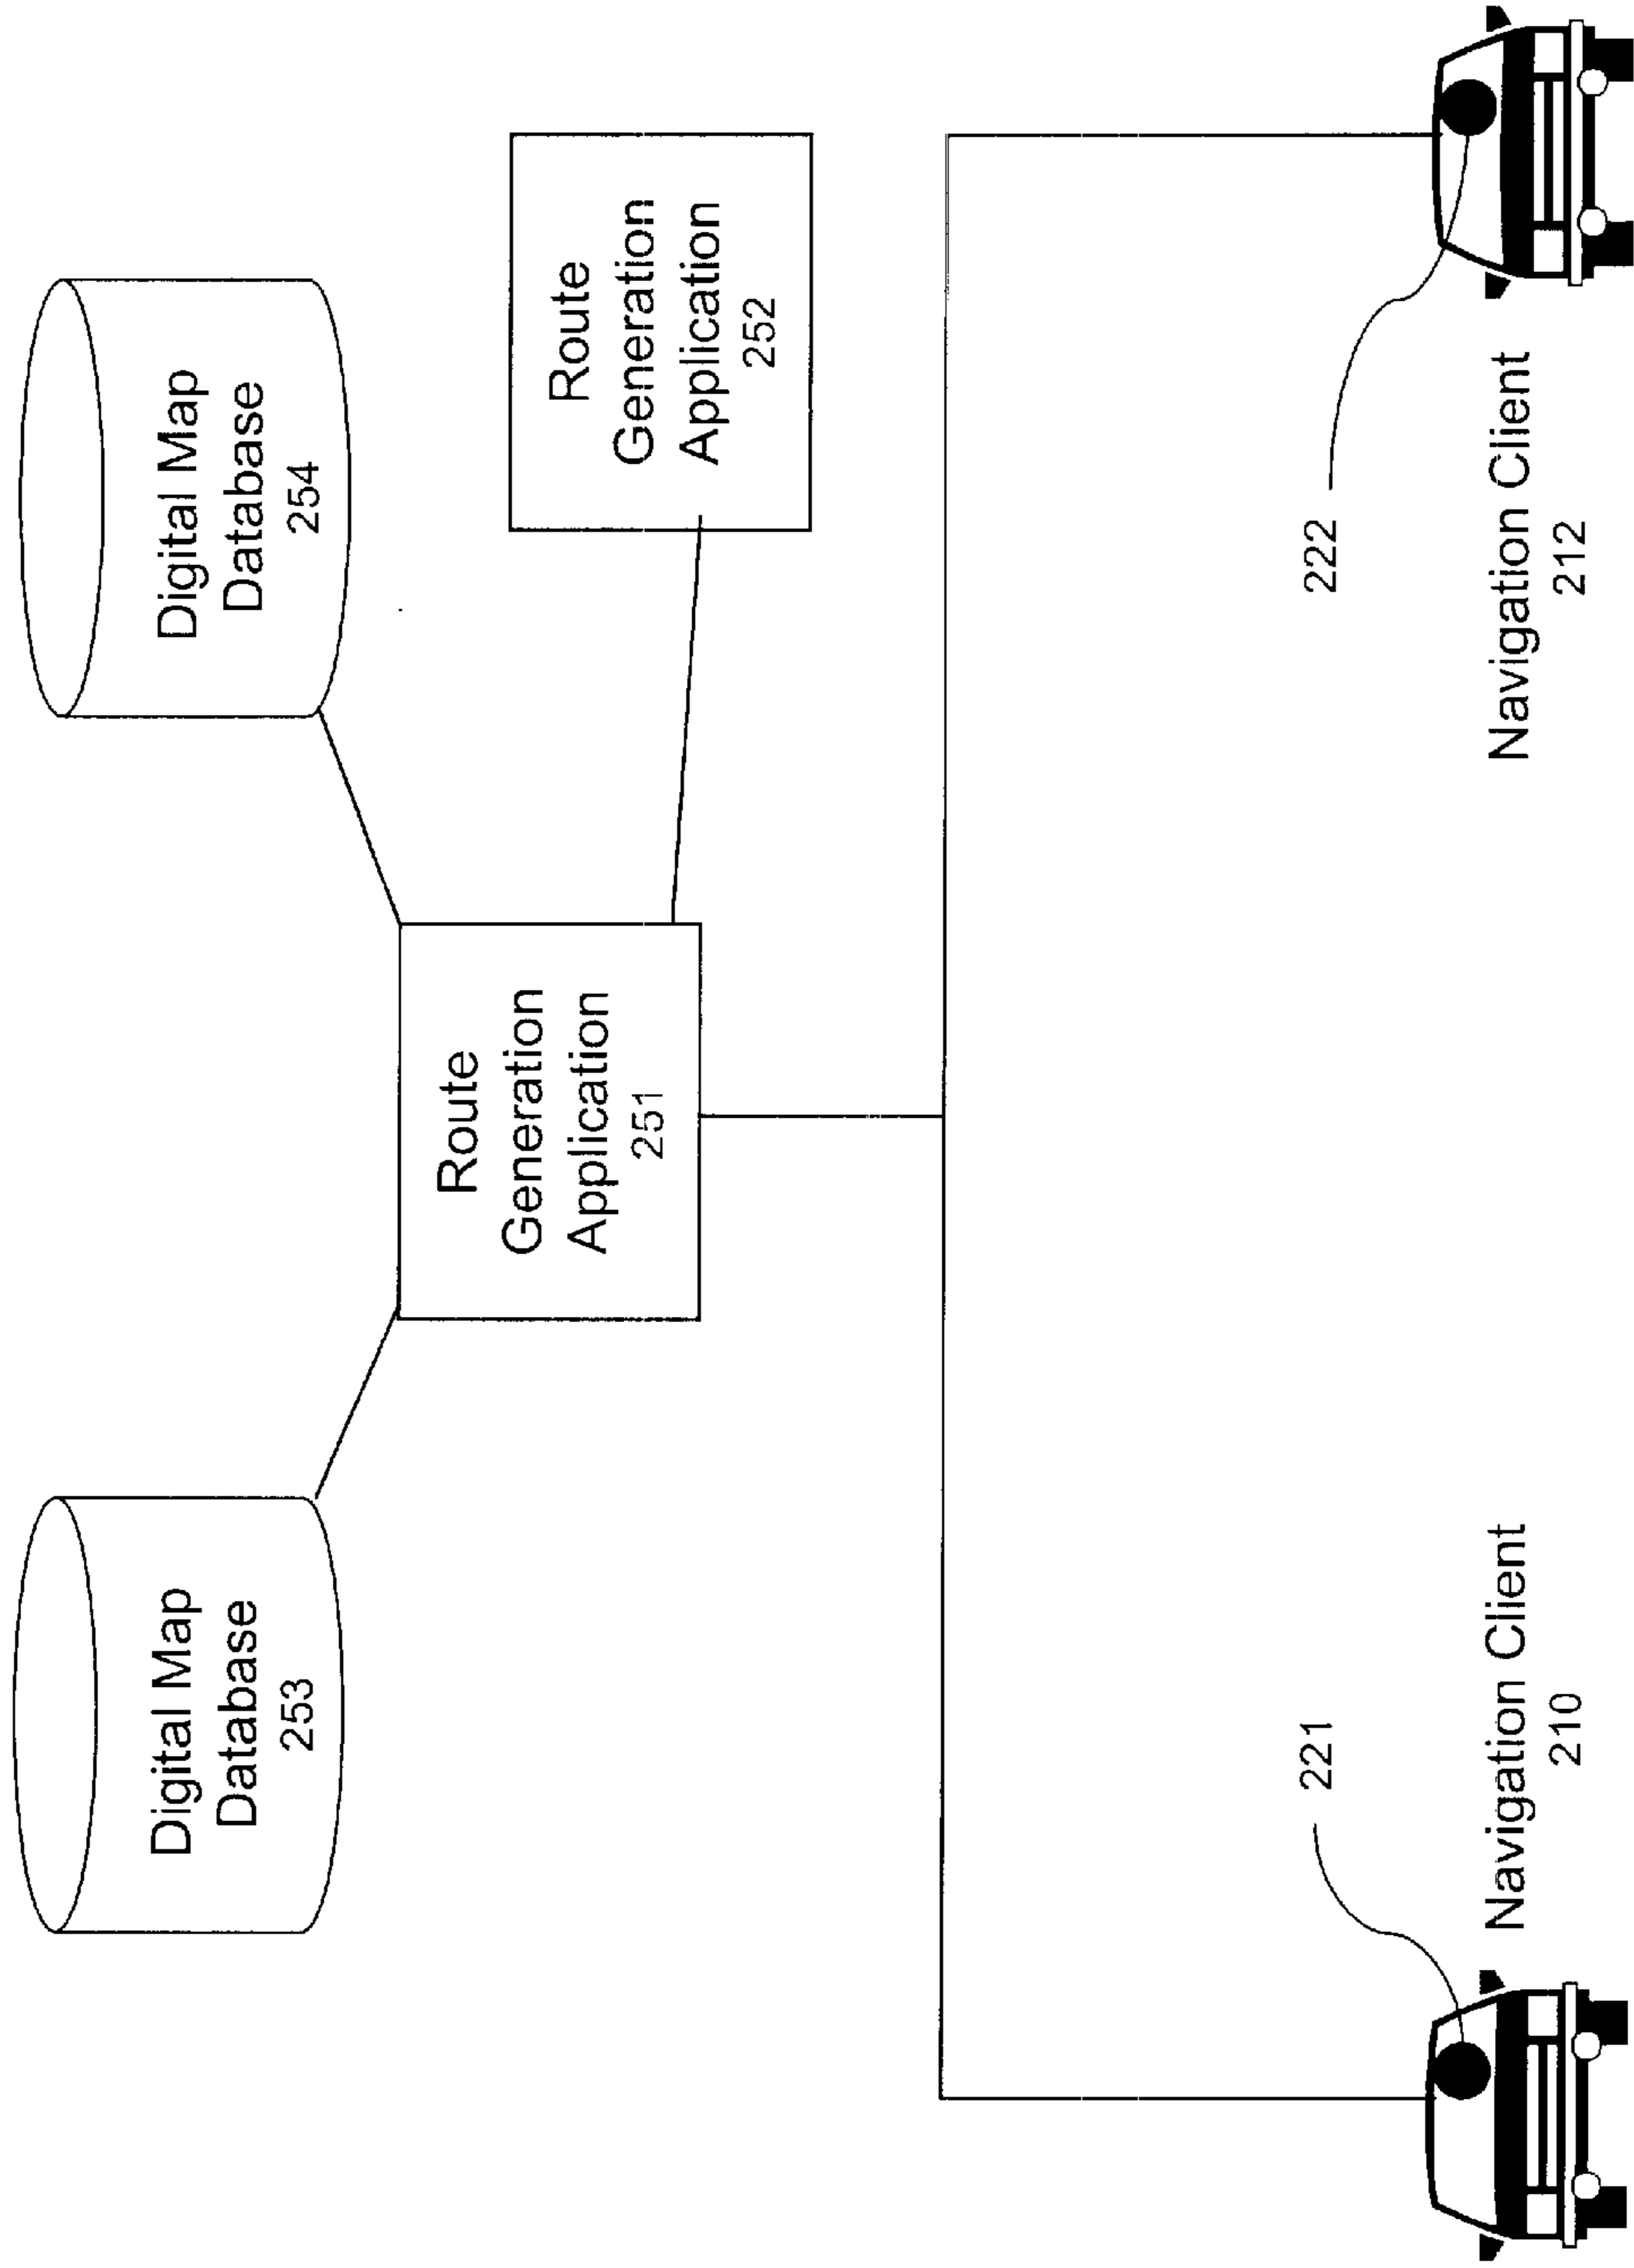 Digital Map
Database
253
Digital Map
Database
254
Route
Generation
Application
251
Route
Generation
Application
252
221
222
Navigation Client
210
Navigation Client
212